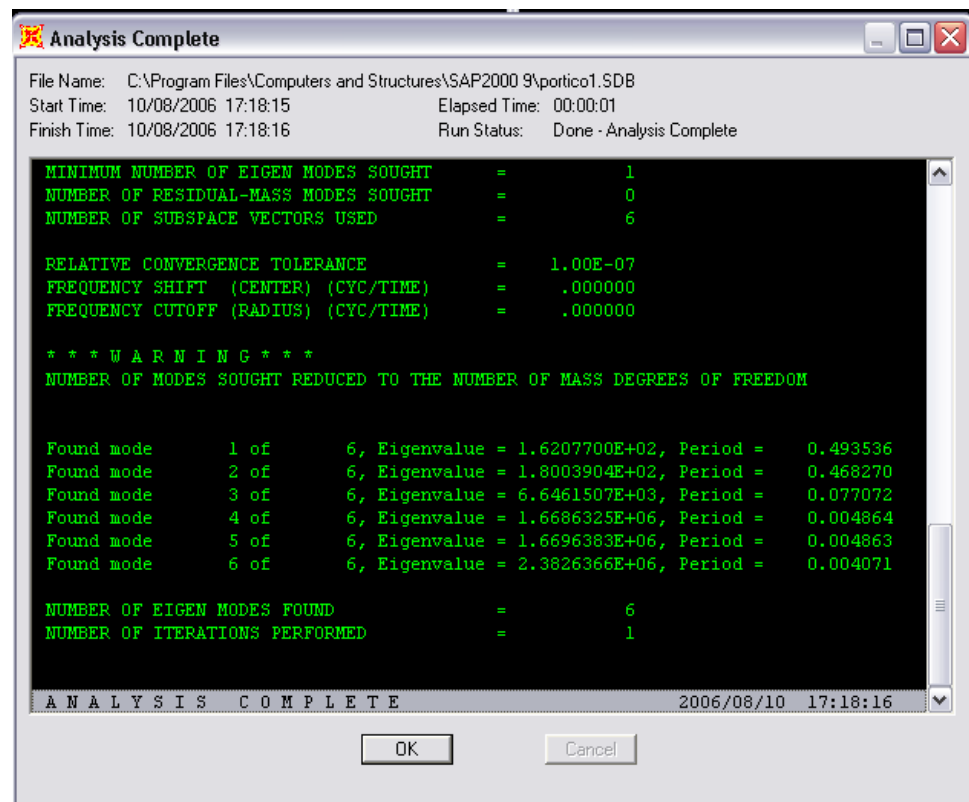 Analysis Complete
File Name: C:\Program Files\Computers and Structures\SAP2000 9\portico1.SDB
Start Time: 10/08/2006 17:18:15 Elapsed Time: 00:00:01
Finish Time: 10/08/2006 17:18:16 Run Status: Done - Analysis Complete
MINIMUM NUMBER OF EIGEN MODES SOUGHT = 1
NUMBER OF RESIDUAL-MASS MODES SOUGHT = 0
NUMBER OF SUBSPACE VECTORS USED = 6
RELATIVE CONVERGENCE TOLERANCE = 1.00E-07
FREQUENCY SHIFT (CENTER) (CYC/TIME) = .000000
FREQUENCY CUTOFF (RADIUS) (CYC/TIME) = .000000
* * * W A R N I N G * * *
NUMBER OF MODES SOUGHT REDUCED TO THE NUMBER OF MASS DEGREES OF FREEDOM
Found mode 1 of 6, Eigenvalue = 1.6207700E+02, Period = 0.493536
Found mode 2 of 6, Eigenvalue = 1.8003904E+02, Period = 0.468270
Found mode 3 of 6, Eigenvalue = 6.6461507E+03, Period = 0.077072
Found mode 4 of 6, Eigenvalue = 1.6686325E+06, Period = 0.004864
Found mode 5 of 6, Eigenvalue = 1.6696383E+06, Period = 0.004863
Found mode 6 of 6, Eigenvalue = 2.3826366E+06, Period = 0.004071
NUMBER OF EIGEN MODES FOUND = 6
NUMBER OF ITERATIONS PERFORMED = 1
A N A L Y S I S C O M P L E T E 2006/08/10 17:18:16
OK Cancel